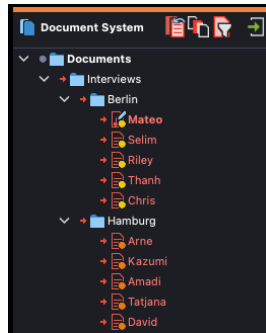 Document System
Documents
Interviews
Berlin
Mateo
Selim
Riley
Thanh
Chris
Hamburg
Arne
Kazumi
Amadi
Tatjana
David